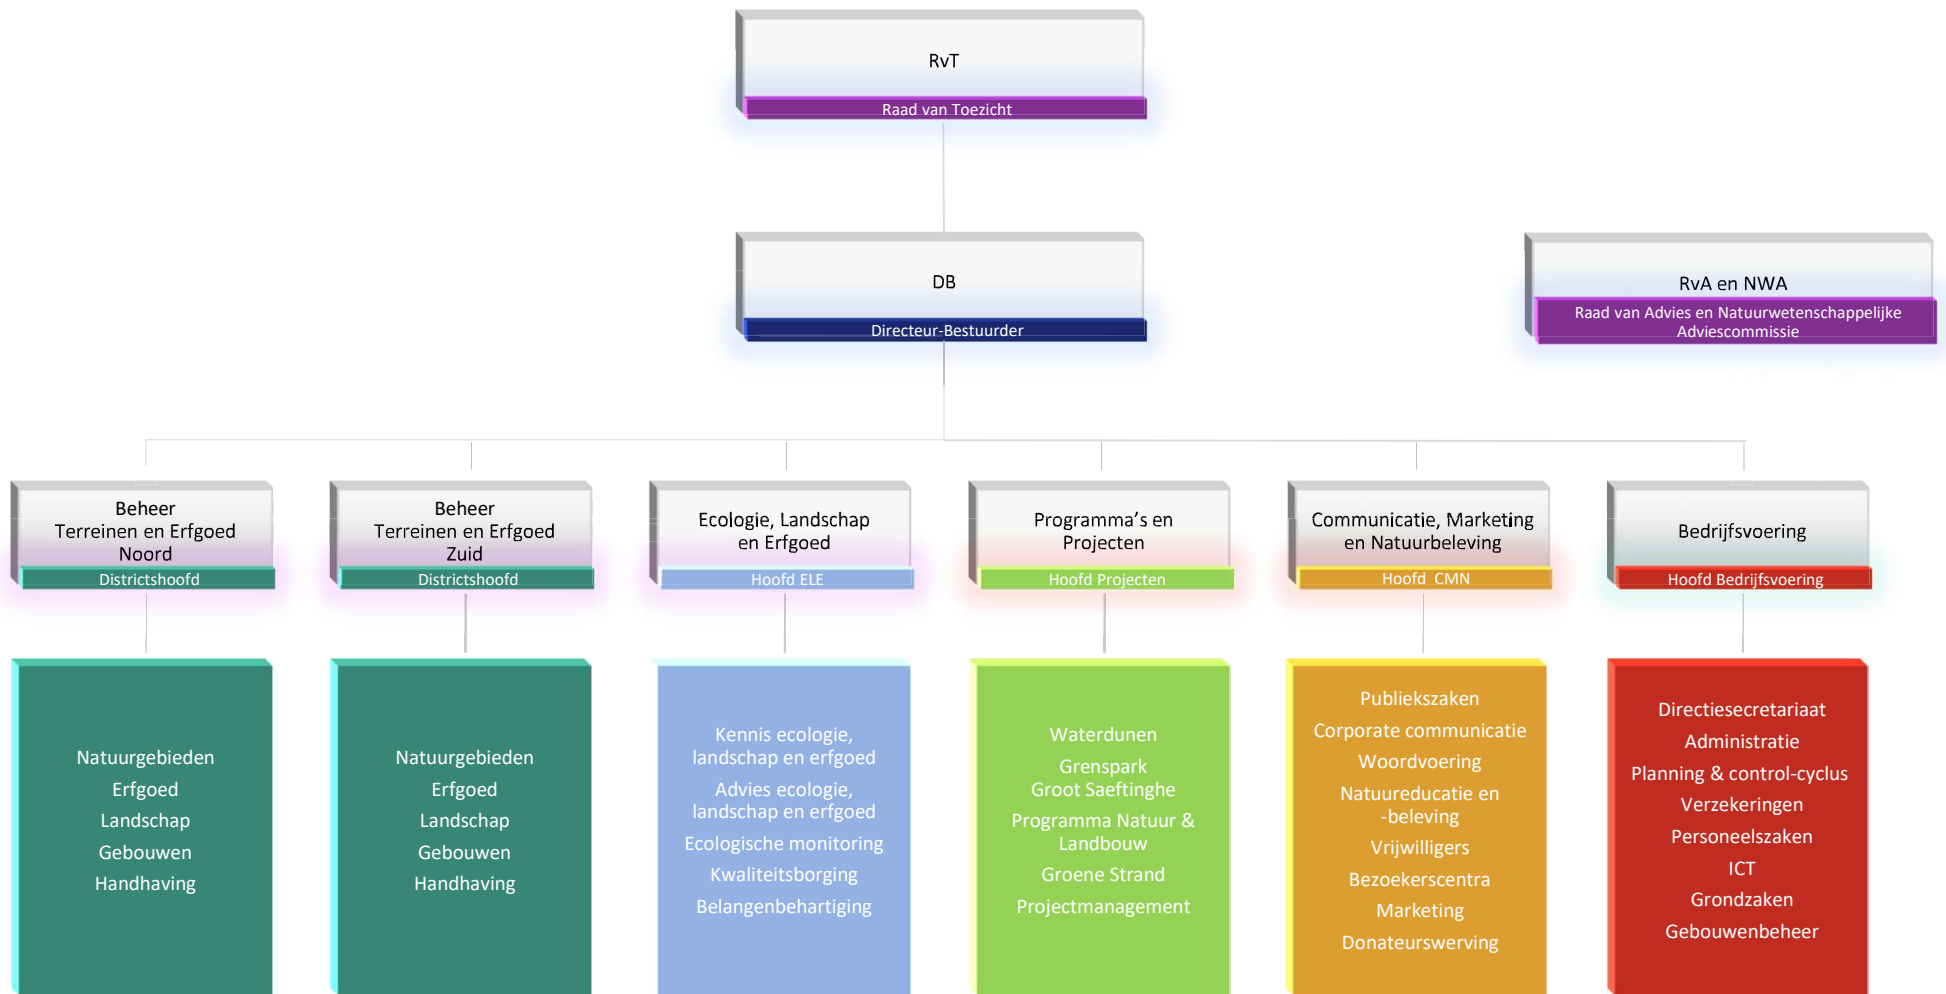 RvT
Raad van Toezicht
DB
Directeur-Bestuurder
RvA en NWA
Raad van Advies en Natuurwetenschappelijke
Adviescommissie
Beheer
Terreinen en Erfgoed
Noord
Districtshoofd
Beheer
Terreinen en Erfgoed
Zuid
Districtshoofd
Ecologie, Landschap
en Erfgoed
Hoofd ELE
Programma's en
Projecten
Hoofd Projecten
Communicatie, Marketing
en Natuurbeleving
Hoofd CMN
Bedrijfsvoering
Hoofd Bedrijfsvoering
Natuurgebieden
Erfgoed
Landschap
Gebouwen
Handhaving
Natuurgebieden
Erfgoed
Landschap
Gebouwen
Handhaving
Kennis ecologie,
landschap en erfgoed
Advies ecologie,
landschap en erfgoed
Ecologische monitoring
Kwaliteitsborging
Belangenbehartiging
Waterdunen
Grenspark
Groot Saeftinghe
Programma Natuur &
Landbouw
Groene Strand
Projectmanagement
Publiekszaken
Corporate communicatie
Woordvoering
Natuureducatie en
-beleving
Vrijwilligers
Bezoekerscentra
Marketing
Donateurswerving
Directiesecretariaat
Administratie
Planning & control-cyclus
Verzekeringen
Personeelszaken
ICT
Grondzaken
Gebouwenbeheer